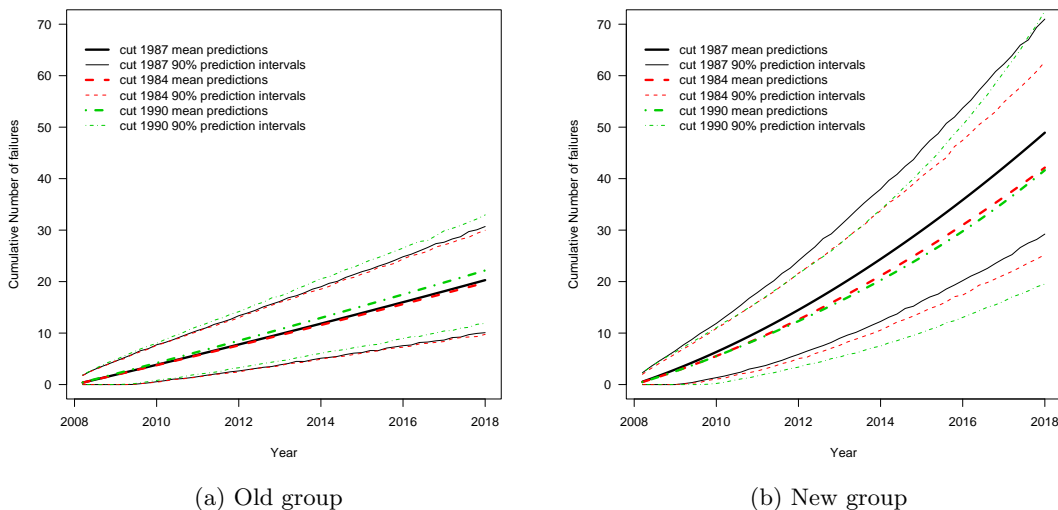 70
60
50
40
30
20
10
0
Cumulative Number of failures
cut 1987 mean predictions
cut 1987 90% prediction intervals
cut 1984 mean predictions
cut 1984 90% prediction intervals
cut 1990 mean predictions
cut 1990 90% prediction intervals
2008 2010 2012 2014 2016 2018
Year
(a) Old group
70
60
50
40
30
20
10
0
Cumulative Number of failures
cut 1987 mean predictions
cut 1987 90% prediction intervals
cut 1984 mean predictions
cut 1984 90% prediction intervals
cut 1990 mean predictions
cut 1990 90% prediction intervals
2008 2010 2012 2014 2016 2018
Year
(b) New group